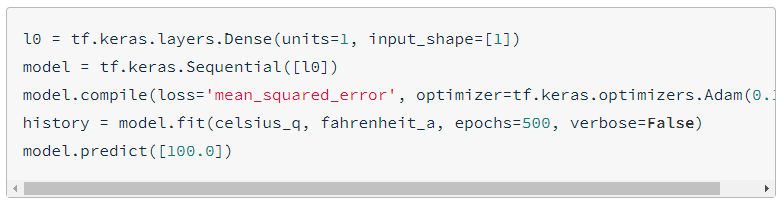 l0 = tf.keras.layers.Dense(units=1, input_shape=[1])
model = tf.keras.Sequential([l0])
model.compile(loss='mean_squared_error', optimizer=tf.keras.optimizers.Adam(0.
history = model.fit(celsius_q, fahrenheit_a, epochs=500, verbose=False)
model.predict([100.0])